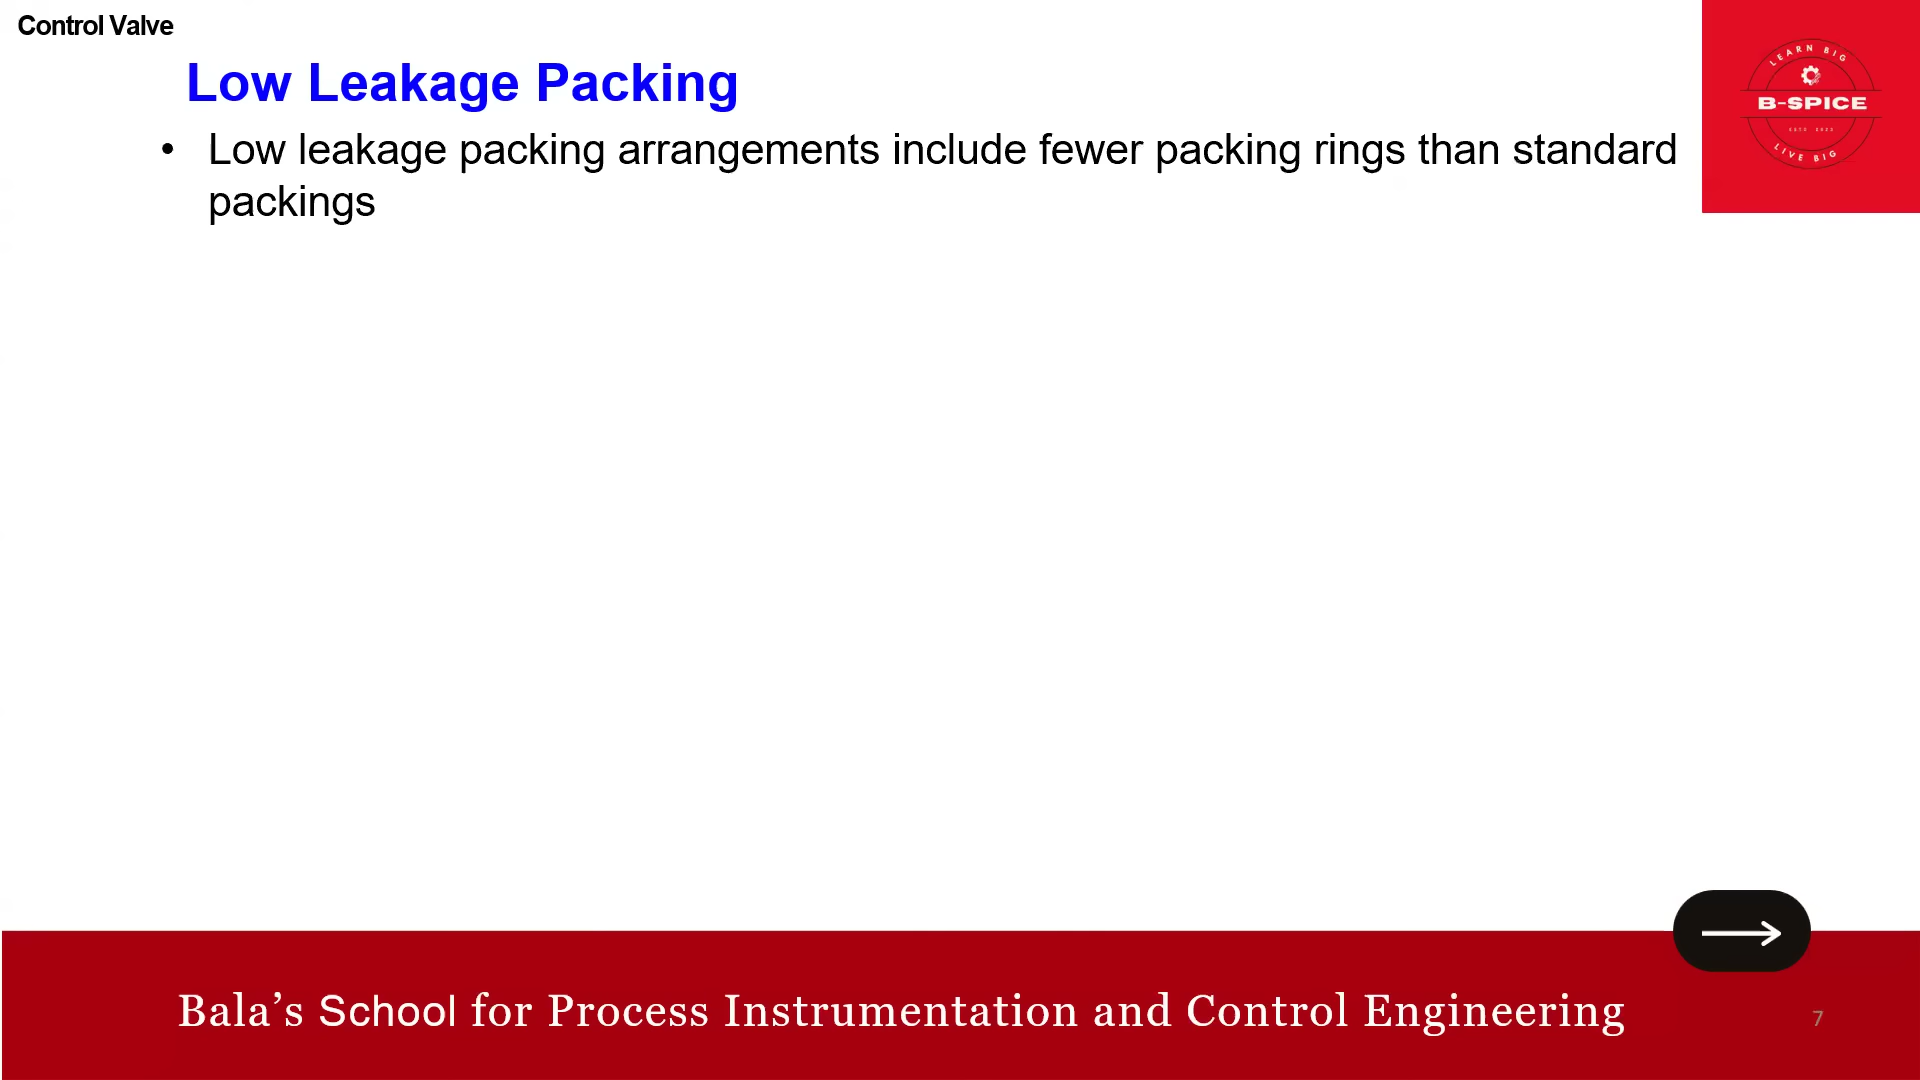 Control Valve
Low Leakage Packing
• Low leakage packing arrangements include fewer packing rings than standard
packings
LEARN BIG
B-SPICE
ESTD 2023
LIVE BIG
Bala’s School for Process Instrumentation and Control Engineering
7